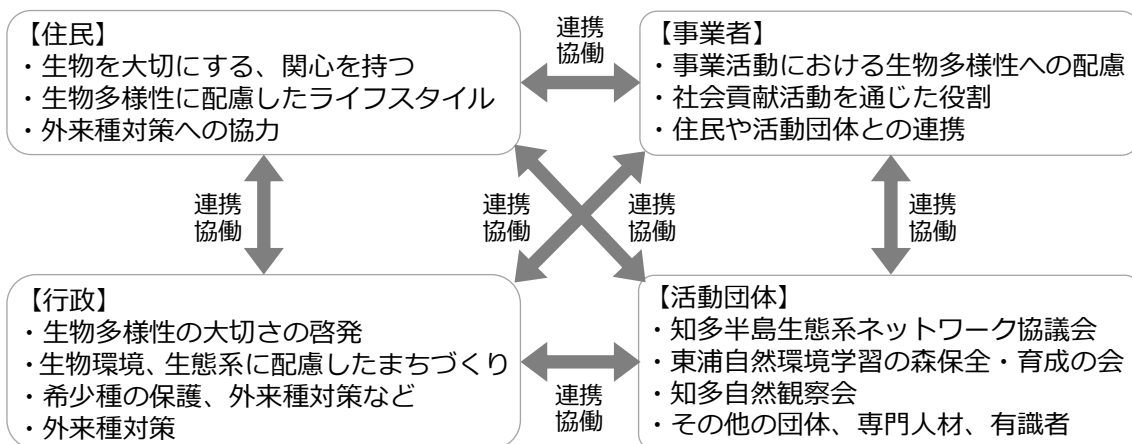 【住民】
・生物を大切にする、関心を持つ
・生物多様性に配慮したライフスタイル
・外来種対策への協力
連携
協働
【事業者】
・事業活動における生物多様性への配慮
・社会貢献活動を通じた役割
・住民や活動団体との連携
連携
協働
連携
協働
連携
協働
連携
協働
【行政】
・生物多様性の大切さの啓発
・生物環境、生態系に配慮したまちづくり
・希少種の保護、外来種対策など
・外来種対策
連携
協働
【活動団体】
・知多半島生態系ネットワーク協議会
・東浦自然環境学習の森保全・育成の会
・知多自然観察会
・その他の団体、専門人材、有識者